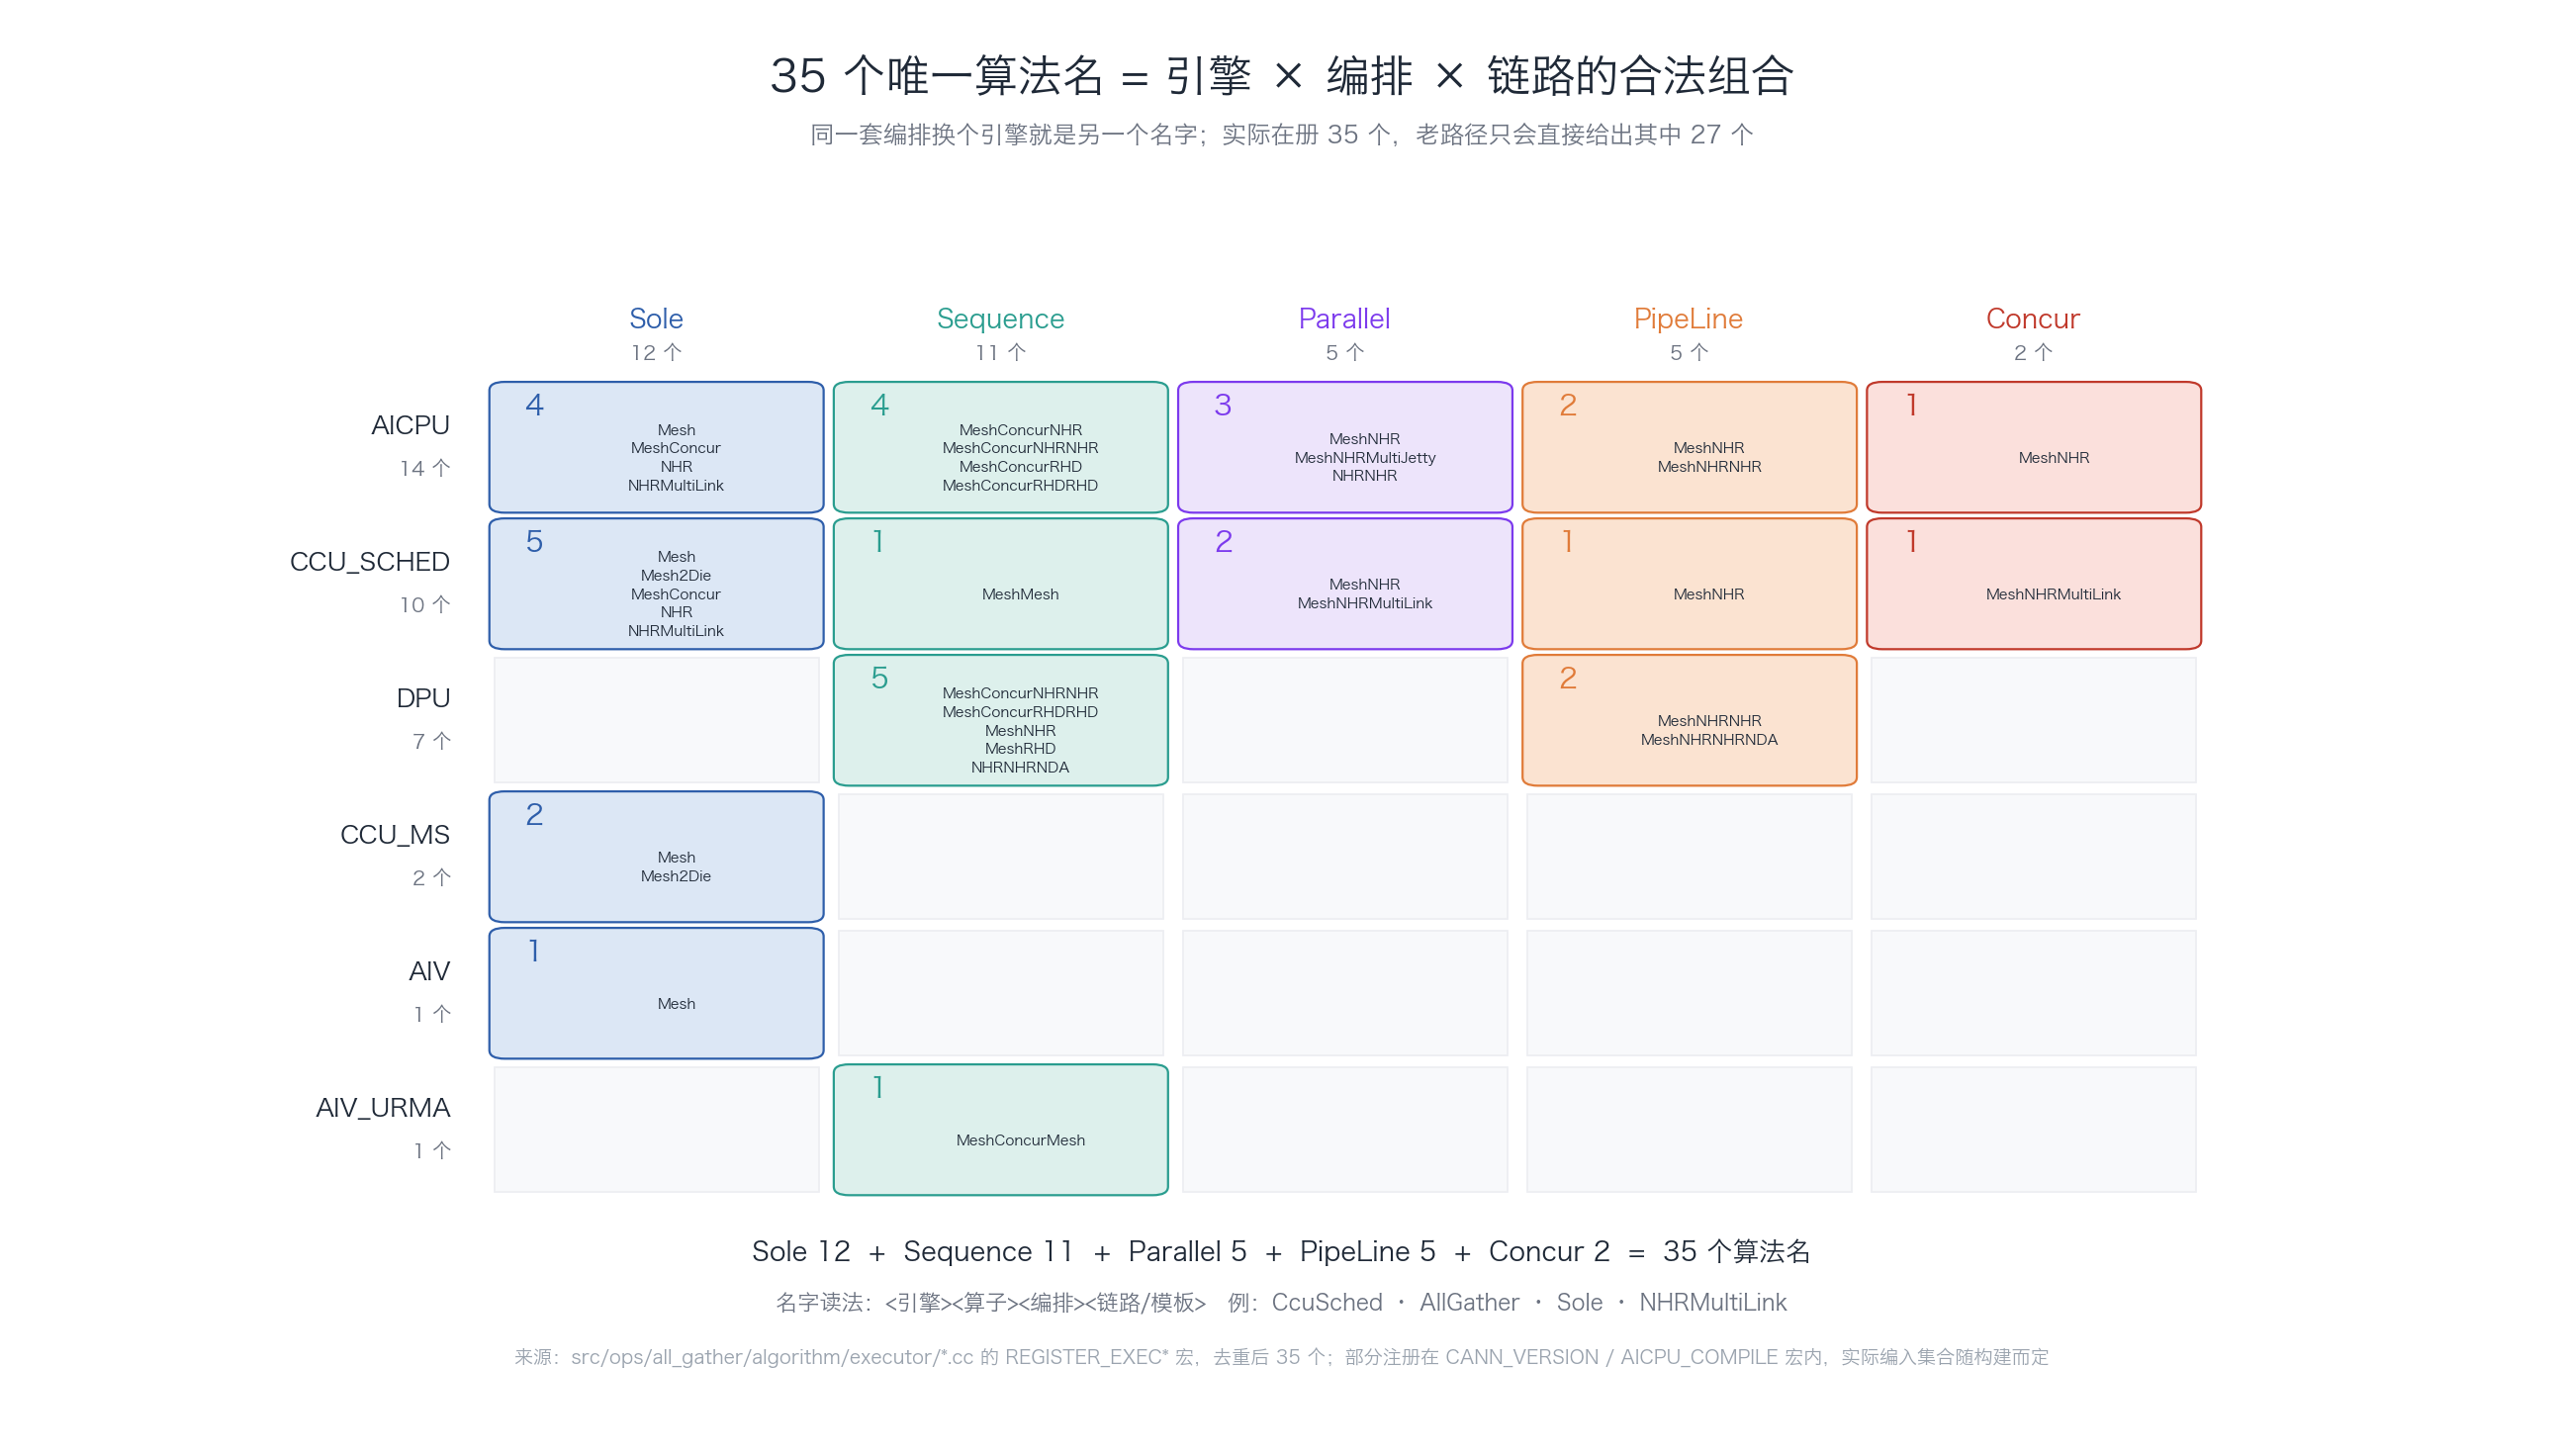 35 个唯一算法名 = 引擎 × 编排 × 链路的合法组合
同一套编排换个引擎就是另一个名字；实际在册 35 个，老路径只会直接给出其中 27 个
Sole
12 个
Sequence
11 个
Parallel
5 个
PipeLine
5 个
Concur
2 个
AICPU
14 个
4
Mesh
MeshConcur
NHR
NHRMultiLink
4
MeshConcurNHR
MeshConcurNHRNHR
MeshConcurRHD
MeshConcurRHDRHD
3
MeshNHR
MeshNHRMultiJetty
NHRNHR
2
MeshNHR
MeshNHRNHR
1
MeshNHR
CCU_SCHED
10 个
5
Mesh
Mesh2Die
MeshConcur
NHR
NHRMultiLink
1
MeshMesh
2
MeshNHR
MeshNHRMultiLink
1
MeshNHR
1
MeshNHRMultiLink
DPU
7 个
5
MeshConcurNHRNHR
MeshConcurRHDRHD
MeshNHR
MeshRHD
NHRNHRNDA
2
MeshNHRNHR
MeshNHRNHRNDA
CCU_MS
2 个
2
Mesh
Mesh2Die
AIV
1 个
1
Mesh
AIV_URMA
1 个
1
MeshConcurMesh
Sole 12 + Sequence 11 + Parallel 5 + PipeLine 5 + Concur 2 = 35 个算法名
名字读法：<引擎><算子><编排><链路/模板> 例：CcuSched · AllGather · Sole · NHRMultiLink
来源：src/ops/all_gather/algorithm/executor/*.cc 的 REGISTER_EXEC* 宏，去重后 35 个；部分注册在 CANN_VERSION / AICPU_COMPILE 宏内，实际编入集合随构建而定